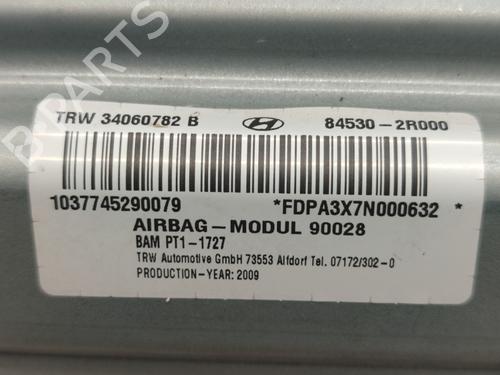 B PARTS
TRW 34060782 B 84530-2R000
1037745290079 *FDPA3X7N000632 *
AIRBAG-MODUL 90028
BAM PT1-1727
TRW Automotive GmbH 73553 Alfdorf Tel. 07172/302-0
PRODUCTION-YEAR: 2009